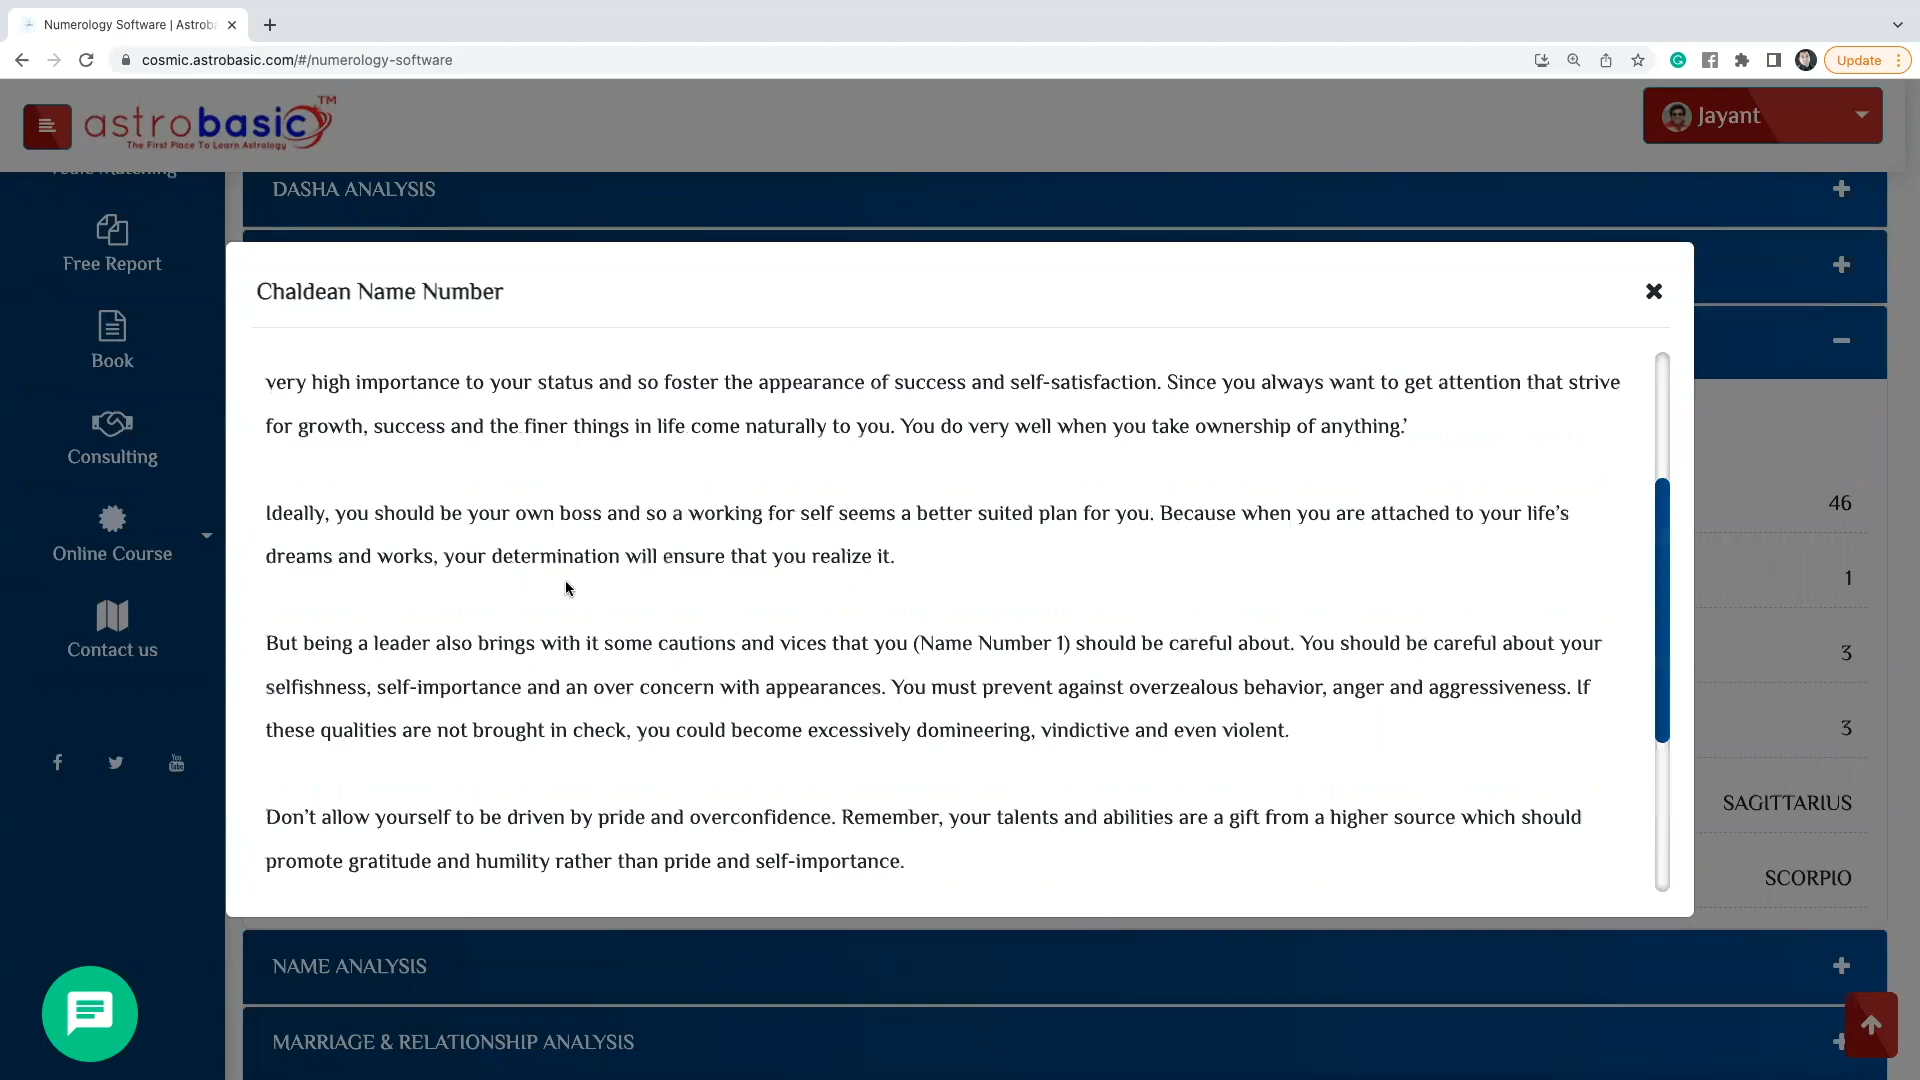 Numerology Software | Astroba
cosmic.astrobasic.com/#/numerology-software
Update
astrobasic TM
The First Place To Learn Astrology
Jayant
Vedic Matching
DASHA ANALYSIS
Free Report
Chaldean Name Number
Book
very high importance to your status and so foster the appearance of success and self-satisfaction. Since you always want to get attention that strive
for growth, success and the finer things in life come naturally to you. You do very well when you take ownership of anything.’
Consulting
Ideally, you should be your own boss and so a working for self seems a better suited plan for you. Because when you are attached to your life’s
dreams and works, your determination will ensure that you realize it.
46
Online Course
1
But being a leader also brings with it some cautions and vices that you (Name Number 1) should be careful about. You should be careful about your
selfishness, self-importance and an over concern with appearances. You must prevent against overzealous behavior, anger and aggressiveness. If
these qualities are not brought in check, you could become excessively domineering, vindictive and even violent.
Contact us
3
3
You Tube
Don’t allow yourself to be driven by pride and overconfidence. Remember, your talents and abilities are a gift from a higher source which should
promote gratitude and humility rather than pride and self-importance.
SAGITTARIUS
SCORPIO
NAME ANALYSIS
MARRIAGE & RELATIONSHIP ANALYSIS